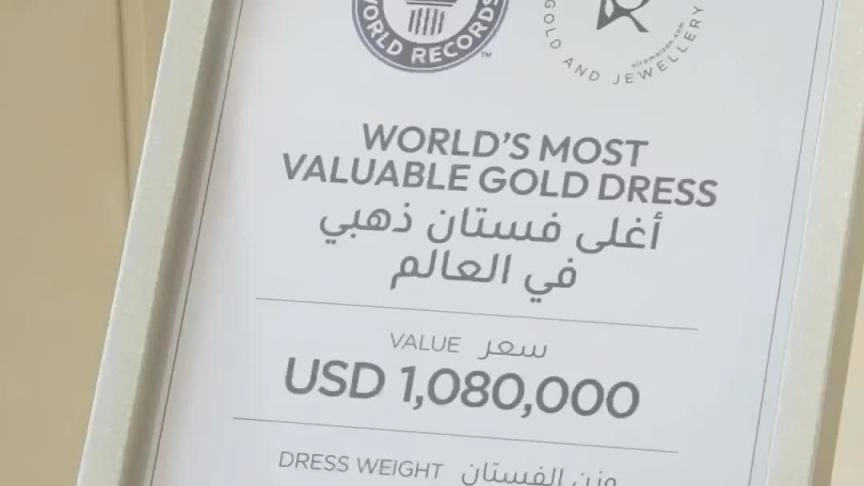 WORLD RECORDS™
GOLD AND JEWELLERY
WORLD'S MOST
VALUABLE GOLD DRESS
أغلى فستان ذهبي
في العالم
VALUE سعر
USD 1,080,000
DRESS WEIGHT وزن الفستان